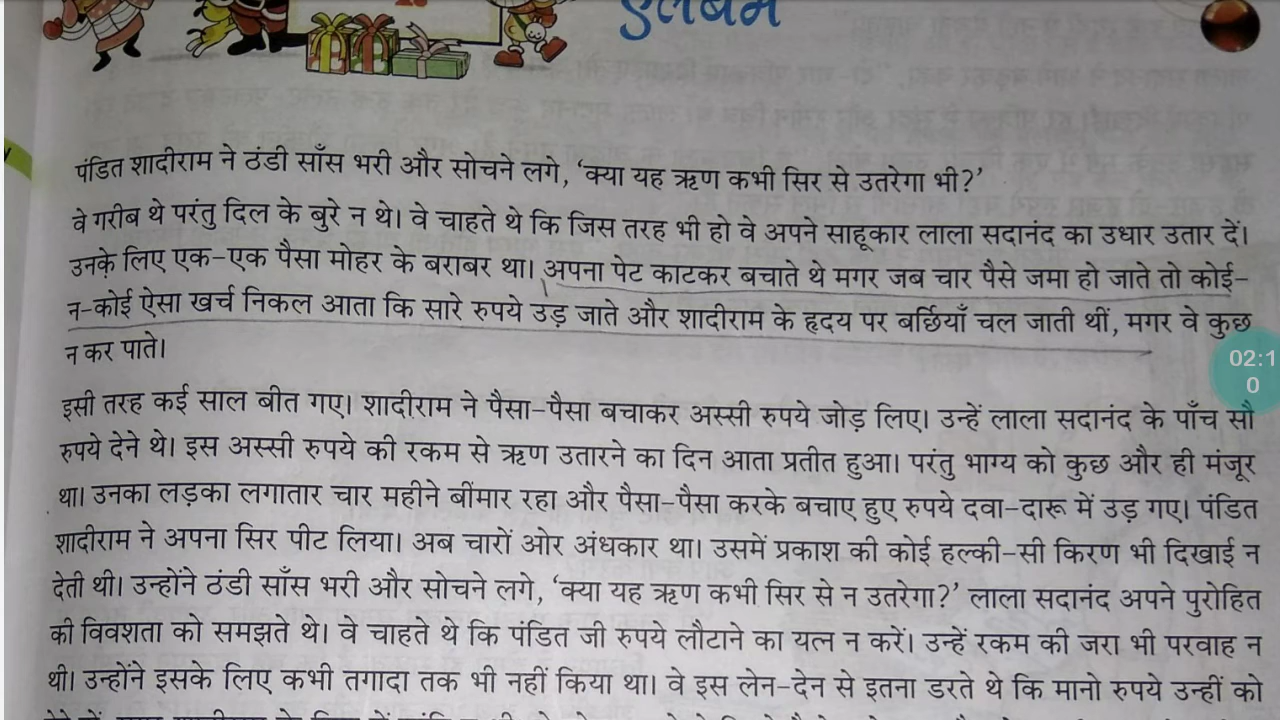 एलबम
पंडित शादीराम ने ठंडी साँस भरी और सोचने लगे, ‘क्या यह ऋण कभी सिर से उतरेगा भी?’
वे गरीब थे परंतु दिल के बुरे न थे। वे चाहते थे कि जिस तरह भी हो वे अपने साहूकार लाला सदानंद का उधार उतार दें।
उनके लिए एक-एक पैसा मोहर के बराबर था। अपना पेट काटकर बचाते थे मगर जब चार पैसे जमा हो जाते तो कोई-
न-कोई ऐसा खर्च निकल आता कि सारे रुपये उड़ जाते और शादीराम के हृदय पर बर्छियाँ चल जाती थीं, मगर वे कुछ
न कर पाते।
02:1
0
इसी तरह कई साल बीत गए। शादीराम ने पैसा-पैसा बचाकर अस्सी रुपये जोड़ लिए। उन्हें लाला सदानंद के पाँच सौ
रुपये देने थे। इस अस्सी रुपये की रकम से ऋण उतारने का दिन आता प्रतीत हुआ। परंतु भाग्य को कुछ और ही मंजूर
था। उनका लड़का लगातार चार महीने बीमार रहा और पैसा-पैसा करके बचाए हुए रुपये दवा-दारू में उड़ गए। पंडित
शादीराम ने अपना सिर पीट लिया। अब चारों ओर अंधकार था। उसमें प्रकाश की कोई हल्की-सी किरण भी दिखाई न
देती थी। उन्होंने ठंडी साँस भरी और सोचने लगे, ‘क्या यह ऋण कभी सिर से न उतरेगा?’ लाला सदानंद अपने पुरोहित
की विवशता को समझते थे। वे चाहते थे कि पंडित जी रुपये लौटाने का यत्न न करें। उन्हें रकम की जरा भी परवाह न
थी। उन्होंने इसके लिए कभी तगादा तक भी नहीं किया था। वे इस लेन-देन से इतना डरते थे कि मानो रुपये उन्हीं को